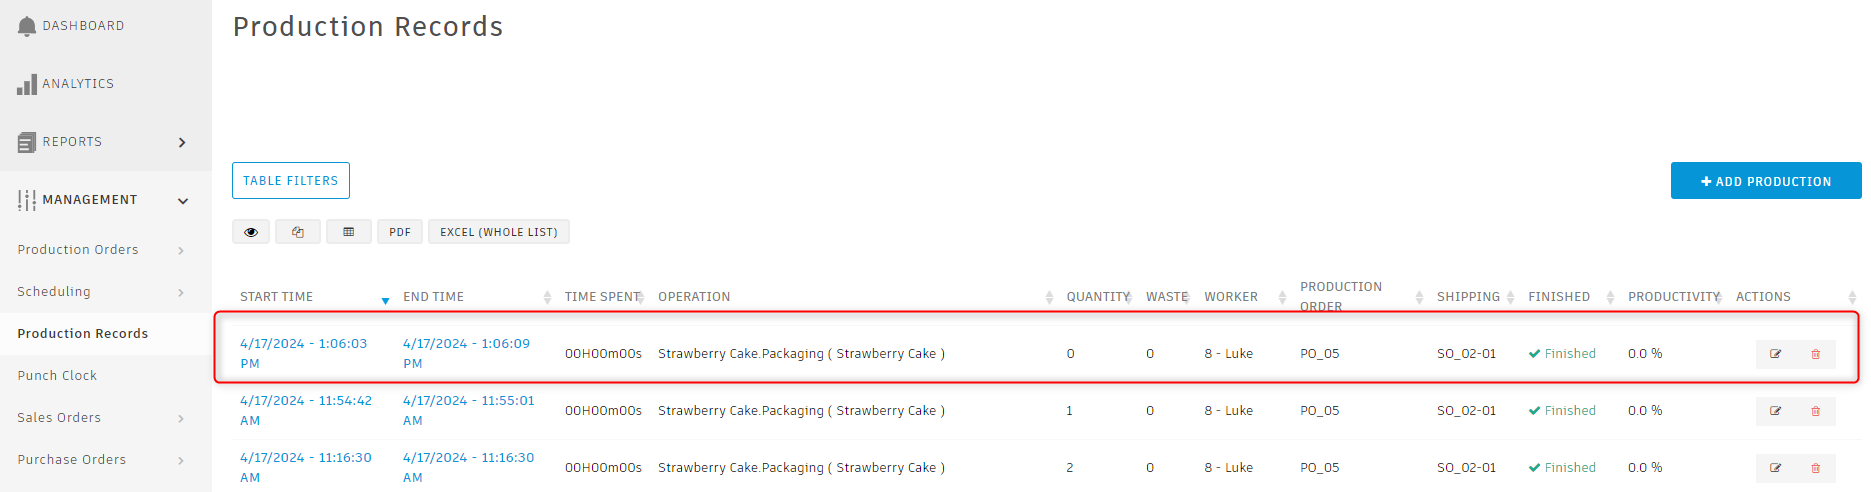 Production Records
DASHBOARD
ANALYTICS
REPORTS
MANAGEMENT
Production Orders
Scheduling
Production Records
Punch Clock
Sales Orders
Purchase Orders
TABLE FILTERS
+ ADD PRODUCTION
PDF EXCEL (WHOLE LIST)
START TIME END TIME TIME SPENT OPERATION QUANTITY WASTE WORKER PRODUCTION ORDER SHIPPING FINISHED PRODUCTIVITY ACTIONS
4/17/2024 - 1:06:03 PM 4/17/2024 - 1:06:09 PM 00H00m00s Strawberry Cake.Packaging ( Strawberry Cake ) 0 0 8 - Luke PO_05 SO_02-01 Finished 0.0 %
4/17/2024 - 11:54:42 AM 4/17/2024 - 11:55:01 AM 00H00m00s Strawberry Cake.Packaging ( Strawberry Cake ) 1 0 8 - Luke PO_05 SO_02-01 Finished 0.0 %
4/17/2024 - 11:16:30 AM 4/17/2024 - 11:16:30 AM 00H00m00s Strawberry Cake.Packaging ( Strawberry Cake ) 2 0 8 - Luke PO_05 SO_02-01 Finished 0.0 %